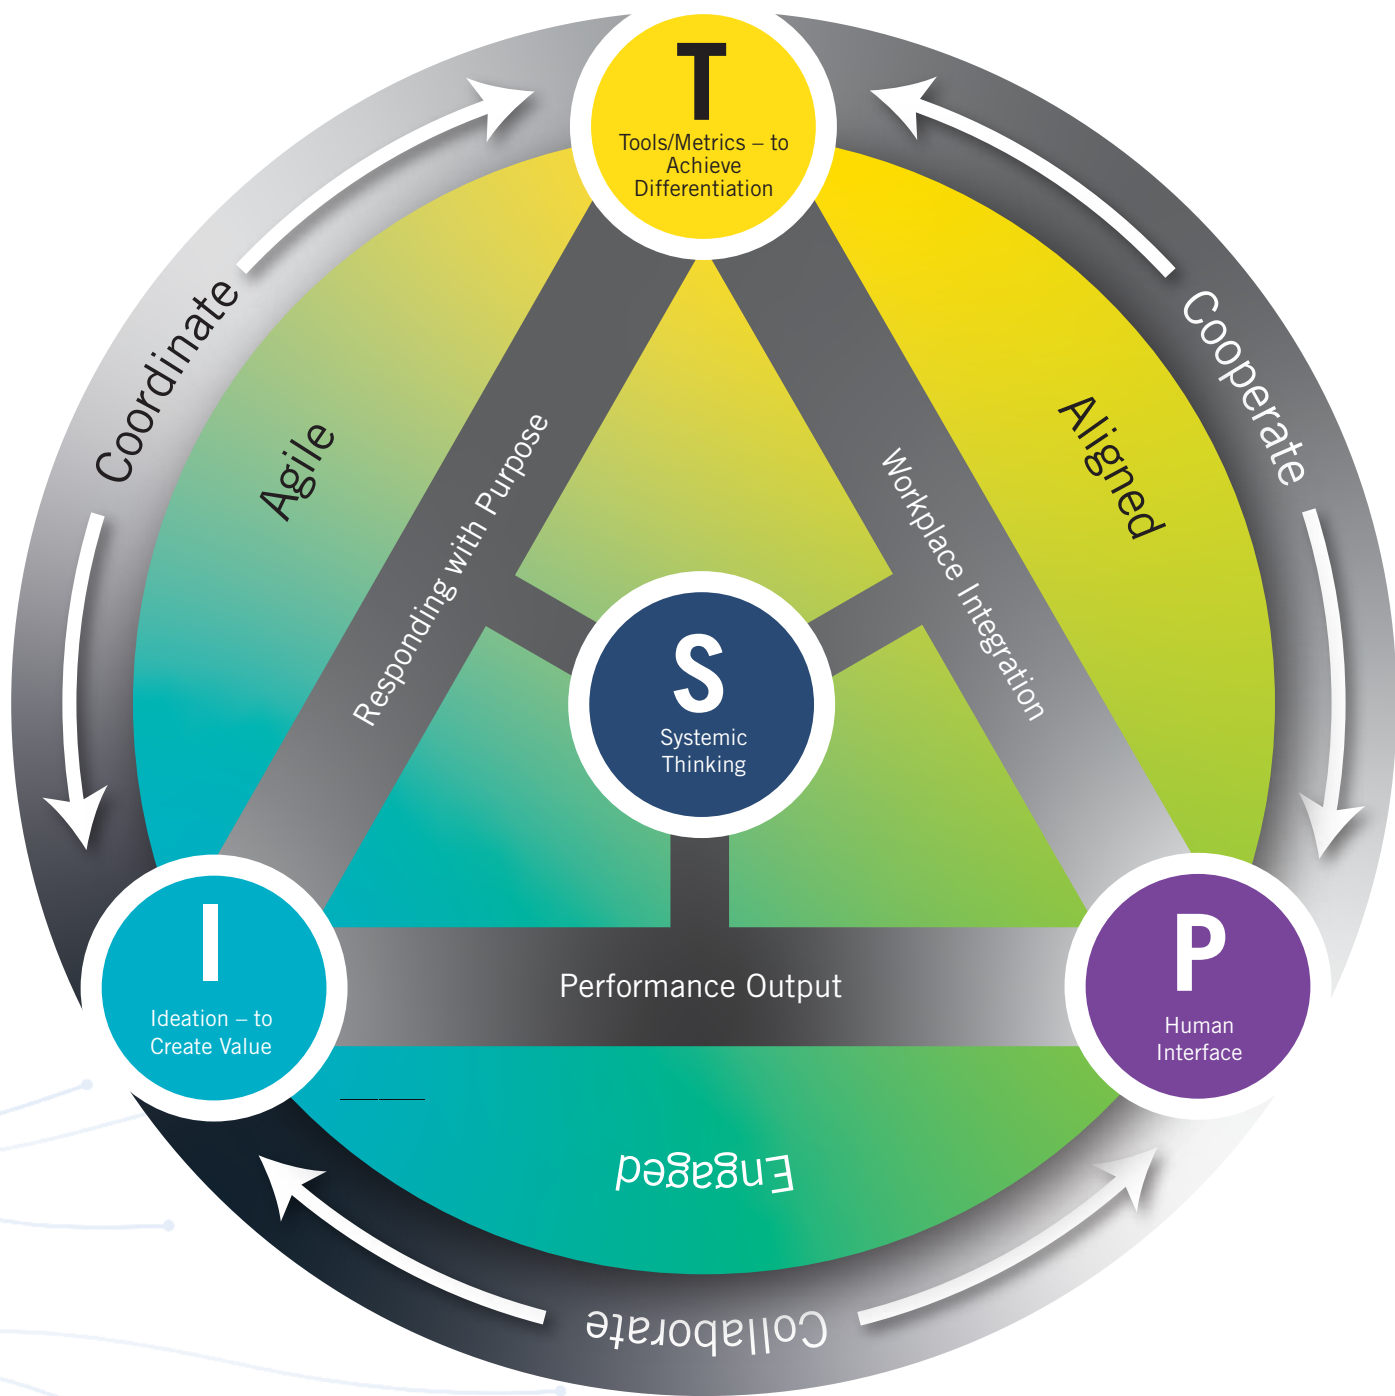 T
Tools/Metrics – to
Achieve
Differentiation
Coordinate
Cooperate
Agile
Aligned
Responding with Purpose
Workplace Integration
S
Systemic
Thinking
I
Ideation – to
Create Value
Performance Output
P
Human
Interface
Engaged
Collaborate